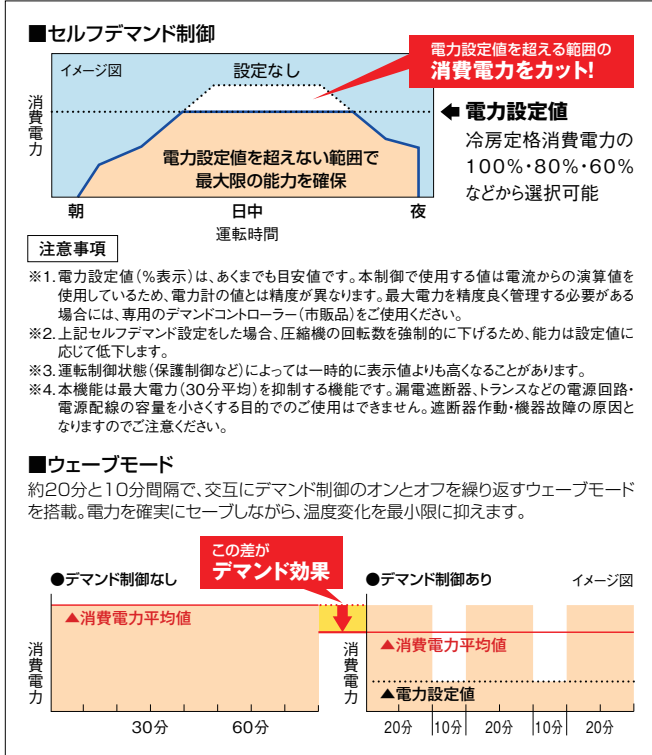 ■セルフデマンド制御
イメージ図
設定なし
電力設定値を超える範囲の
消費電力をカット!
消費電力
電力設定値
冷房定格消費電力の
100%・80%・60%
などから選択可能
電力設定値を超えない範囲で
最大限の能力を確保
朝 日中 夜
運転時間
注意事項
※1.電力設定値(%表示)は、あくまでも目安値です。本制御で使用する値は電流からの演算値を
使用しているため、電力計の値とは精度が異なります。最大電力を精度良く管理する必要がある
場合には、専用のデマンドコントローラー(市販品)をご使用ください。
※2.上記セルフデマンド設定をした場合、圧縮機の回転数を強制的に下げるため、能力は設定値に
応じて低下します。
※3.運転制御状態(保護制御など)によっては一時的に表示値よりも高くなることがあります。
※4.本機能は最大電力(30分平均)を抑制する機能です。漏電遮断器、トランスなどの電源回路・
電源配線の容量を小さくする目的でのご使用はできません。遮断器作動・機器故障の原因と
なりますのでご注意ください。
■ウェーブモード
約20分と10分間隔で、交互にデマンド制御のオンとオフを繰り返すウェーブモード
を搭載。電力を確実にセーブしながら、温度変化を最小限に抑えます。
この差が
デマンド効果
●デマンド制御なし
▲消費電力平均値
消費電力
30分 60分
●デマンド制御あり
イメージ図
消費電力
▲消費電力平均値
▲電力設定値
20分 10分 20分 10分 20分